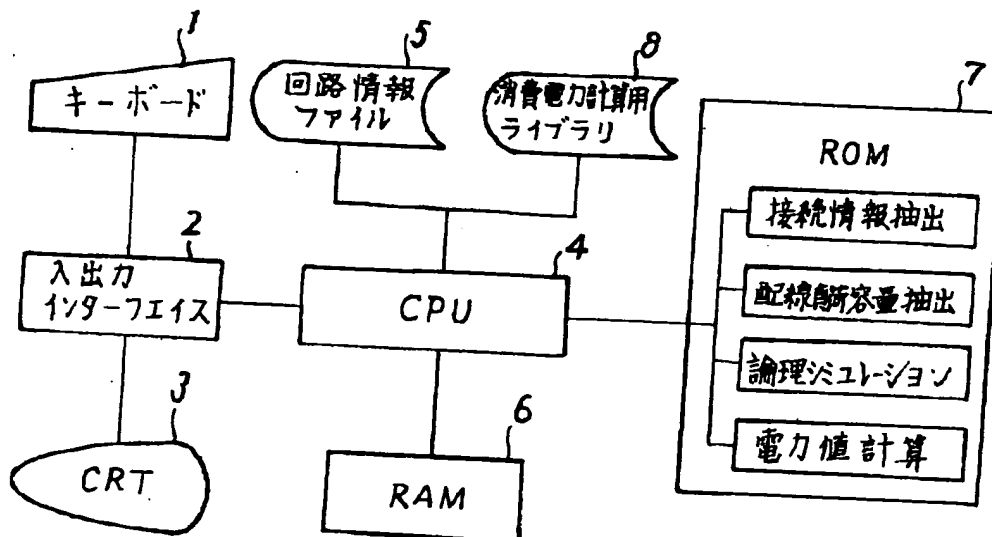 1
キーボード
5
回路情報
ファイル
8
消費電力計算用
ライブラリ
7
ROM
接続情報抽出
配線負荷容量抽出
論理シミュレーション
電力値計算
2
入出力
インターフェイス
4
CPU
3
CRT
6
RAM